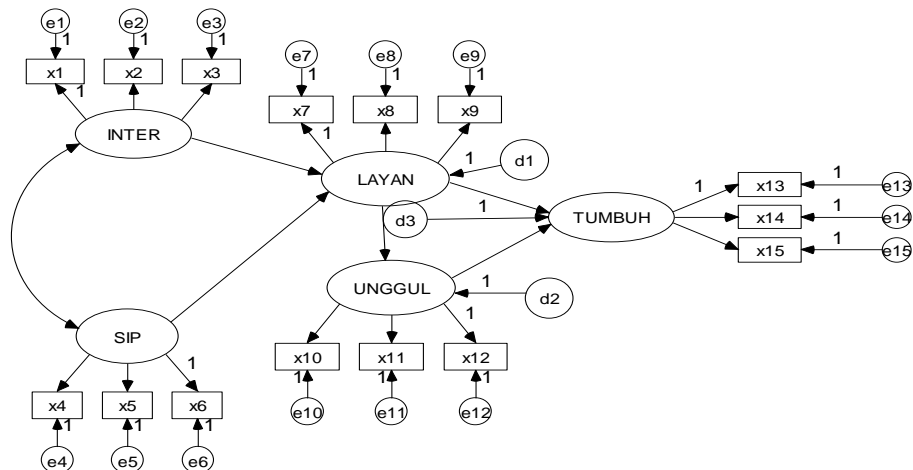 e1 e2 e3
1 1 1
x1 x2 x3
1
INTER
e7 e8 e9
1 1 1
x7 x8 x9
1
LAYAN
1 d1
d3 1
TUMBUH
1 x13 1 e13
x14 1 e14
x15 1 e15
UNGGUL
1 d2
1
x10 x11 x12
1 1 1
e10 e11 e12
SIP
1
x4 x5 x6
1 1 1
e4 e5 e6